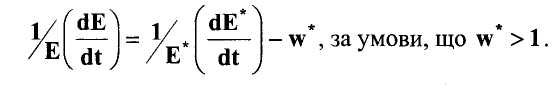 1/E (dE/dt) = 1/E* (dE*/dt) − w*, за умови, що w* > 1.